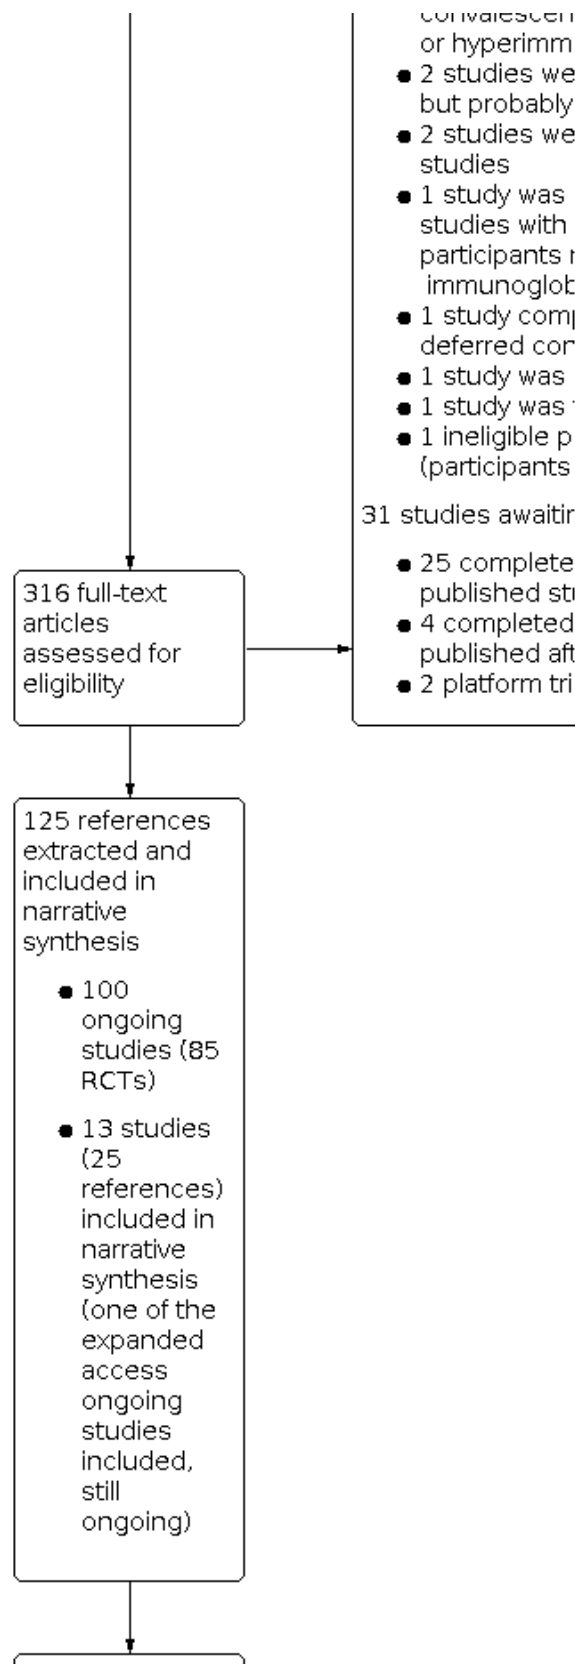 or hyperimm
2 studies we
but probably
2 studies we
studies
1 study was
studies with
participants
immunoglob
1 study comp
deferred con
1 study was
1 study was
1 ineligible p
(participants
31 studies awaitin
25 complete
published stu
4 completed
published aft
2 platform tri
316 full-text
articles
assessed for
eligibility
125 references
extracted and
included in
narrative
synthesis
100
ongoing
studies (85
RCTs)
13 studies
(25
references)
included in
narrative
synthesis
(one of the
expanded
access
ongoing
studies
included,
still
ongoing)